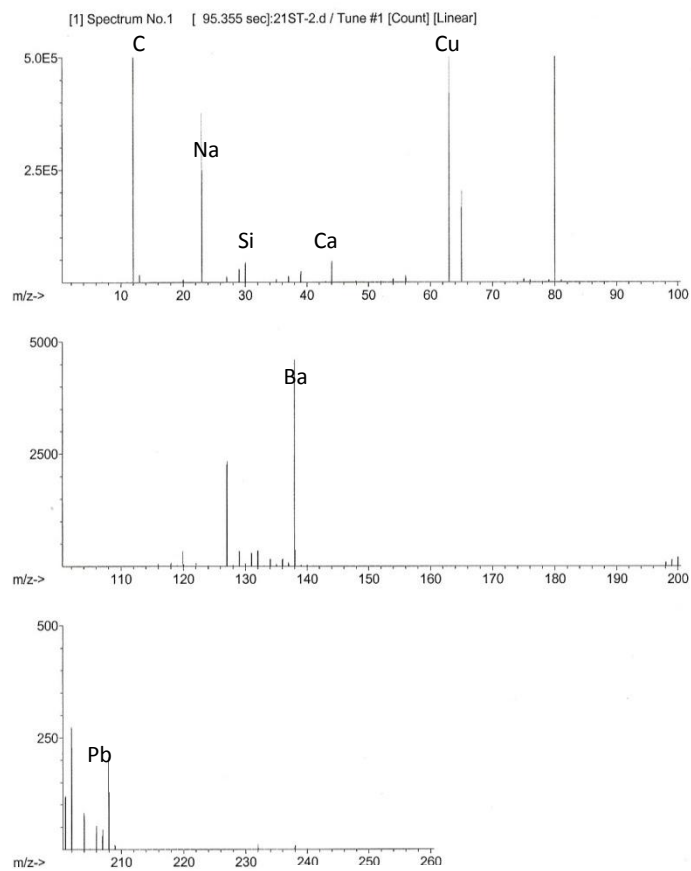 [1] Spectrum No.1 [ 95.355 sec]:21ST-2.d / Tune #1 [Count] [Linear]
C Cu
5.0E5
Na
2.5E5
Si Ca
m/z-> 10 20 30 40 50 60 70 80 90 100
5000
Ba
2500
m/z-> 110 120 130 140 150 160 170 180 190 200
500
250
Pb
m/z-> 210 220 230 240 250 260